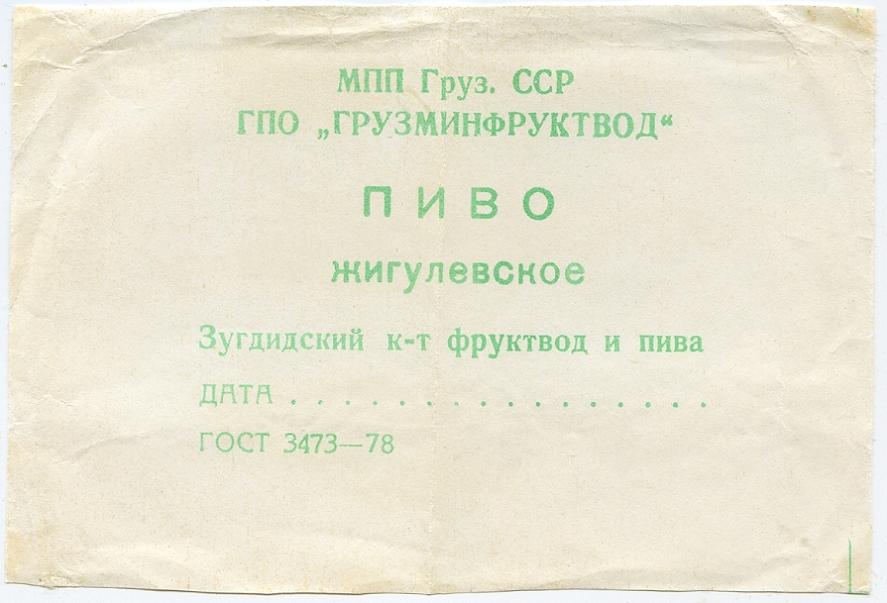 МПП Груз. ССР
ГПО „ГРУЗМИНФРУКТВОД“
ПИВО
ЖИГУЛЕВСКОЕ
Зугдидский к-т фруктвод и пива
ДАТА . . . . . . . . . . . . . . . .
ГОСТ 3473—78